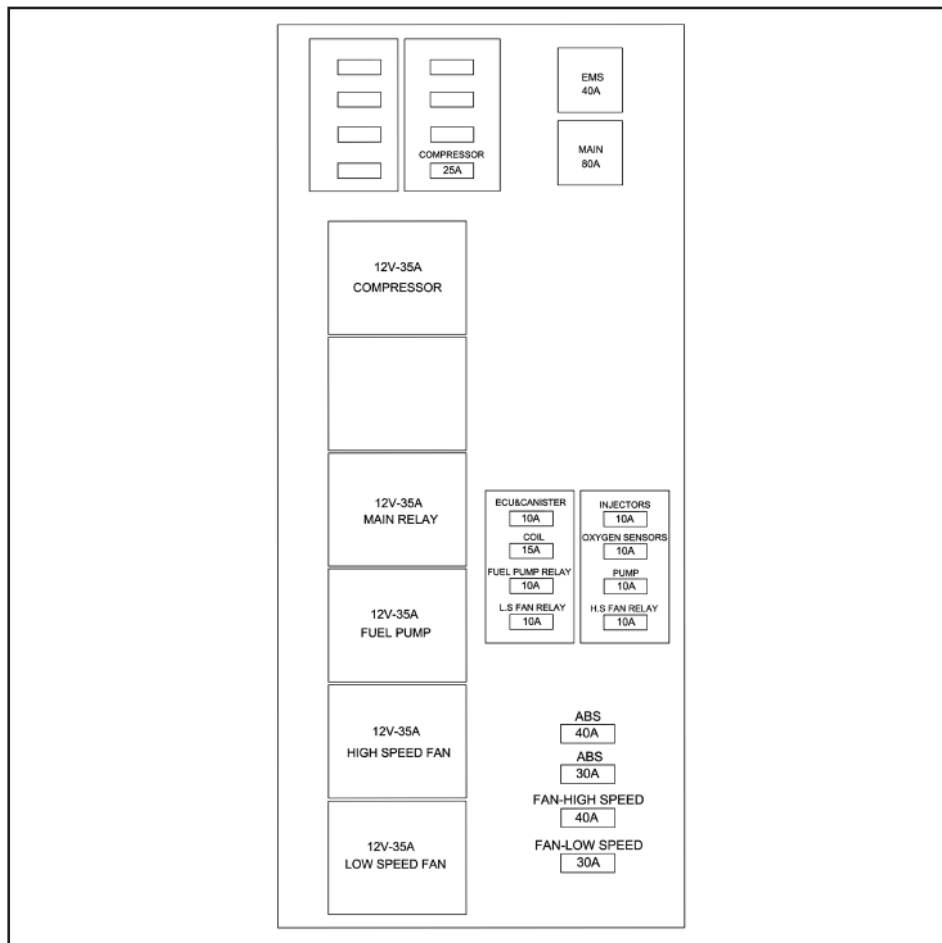 EMS
40A
MAIN
80A
COMPRESSOR
25A
12V-35A
COMPRESSOR
12V-35A
MAIN RELAY
12V-35A
FUEL PUMP
12V-35A
HIGH SPEED FAN
12V-35A
LOW SPEED FAN
ECU&CANISTER
10A
COIL
15A
FUEL PUMP RELAY
10A
L.S FAN RELAY
10A
INJECTORS
10A
OXYGEN SENSORS
10A
PUMP
10A
H.S FAN RELAY
10A
ABS
40A
ABS
30A
FAN-HIGH SPEED
40A
FAN-LOW SPEED
30A